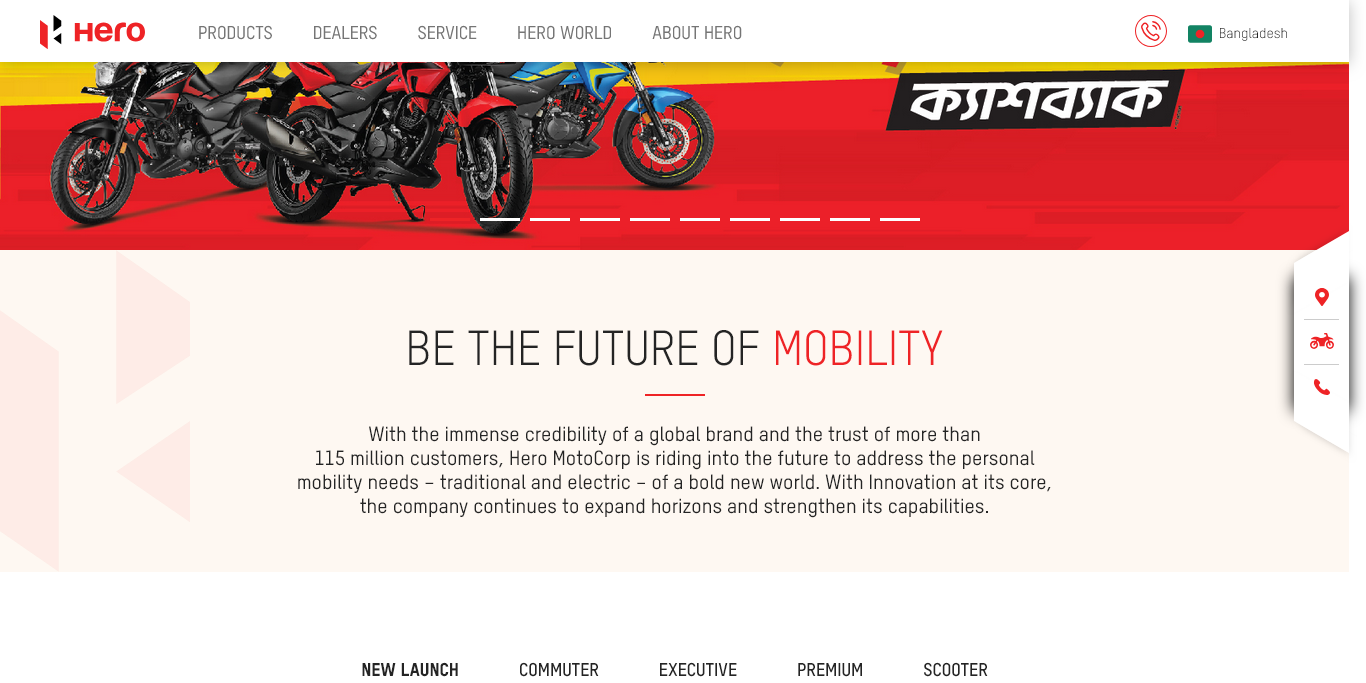 Hero
PRODUCTS DEALERS SERVICE HERO WORLD ABOUT HERO
Bangladesh
ক্যাশব্যাক
BE THE FUTURE OF MOBILITY
With the immense credibility of a global brand and the trust of more than
115 million customers, Hero MotoCorp is riding into the future to address the personal
mobility needs – traditional and electric – of a bold new world. With Innovation at its core,
the company continues to expand horizons and strengthen its capabilities.
NEW LAUNCH COMMUTER EXECUTIVE PREMIUM SCOOTER